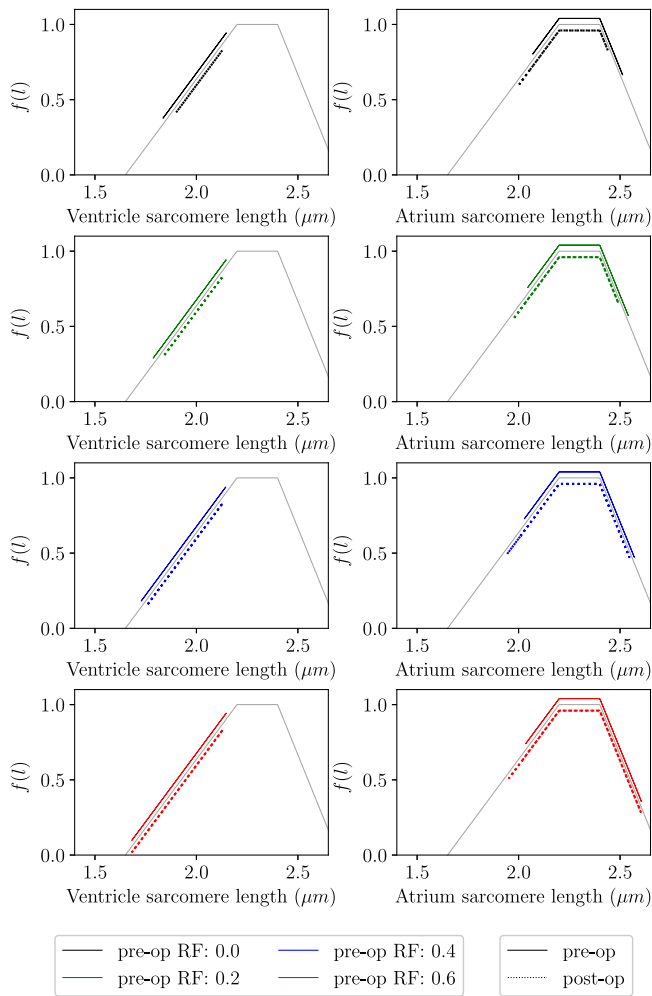 1.0
0.5
0.0
f(l)
1.5 2.0 2.5
Ventricle sarcomere length (μm)
1.0
0.5
0.0
f(l)
1.5 2.0 2.5
Atrium sarcomere length (μm)
1.0
0.5
0.0
f(l)
1.5 2.0 2.5
Ventricle sarcomere length (μm)
1.0
0.5
0.0
f(l)
1.5 2.0 2.5
Atrium sarcomere length (μm)
1.0
0.5
0.0
f(l)
1.5 2.0 2.5
Ventricle sarcomere length (μm)
1.0
0.5
0.0
f(l)
1.5 2.0 2.5
Atrium sarcomere length (μm)
1.0
0.5
0.0
f(l)
1.5 2.0 2.5
Ventricle sarcomere length (μm)
1.0
0.5
0.0
f(l)
1.5 2.0 2.5
Atrium sarcomere length (μm)
pre-op RF: 0.0
pre-op RF: 0.2
pre-op RF: 0.4
pre-op RF: 0.6
pre-op
post-op